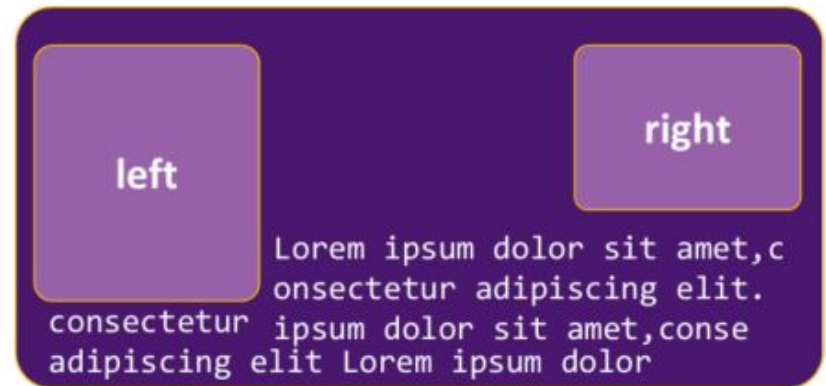 left
right
Lorem ipsum dolor sit amet,c
onsectetur adipiscing elit.
consectetur ipsum dolor sit amet,conse
adipiscing elit Lorem ipsum dolor